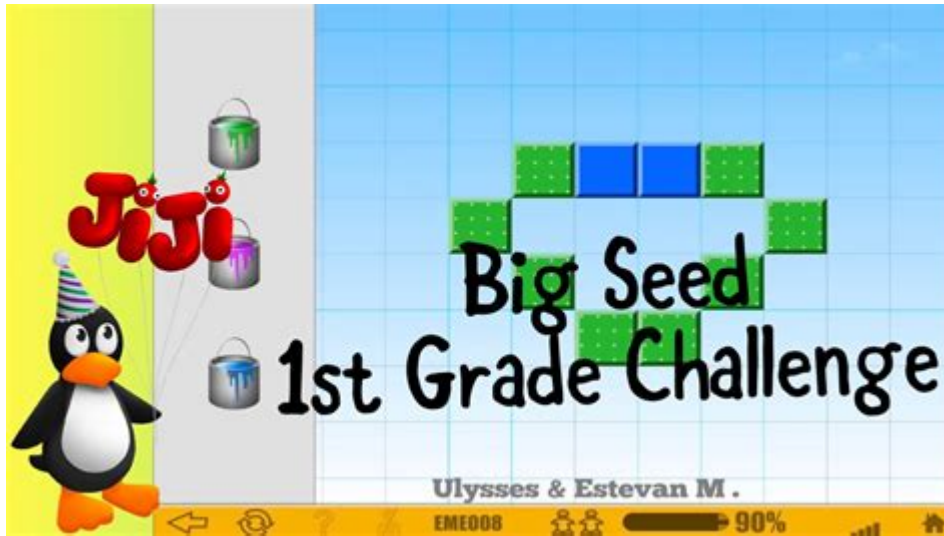 JiJi
Big Seed
1st Grade Challenge
Ulysses & Estevan M .
EME008
90%